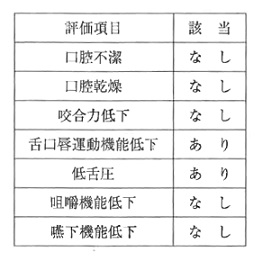 評価項目 該当
口腔不潔 なし
口腔乾燥 なし
咬合力低下 なし
舌口唇運動機能低下 あり
低舌圧 あり
咀嚼機能低下 なし
嚥下機能低下 なし